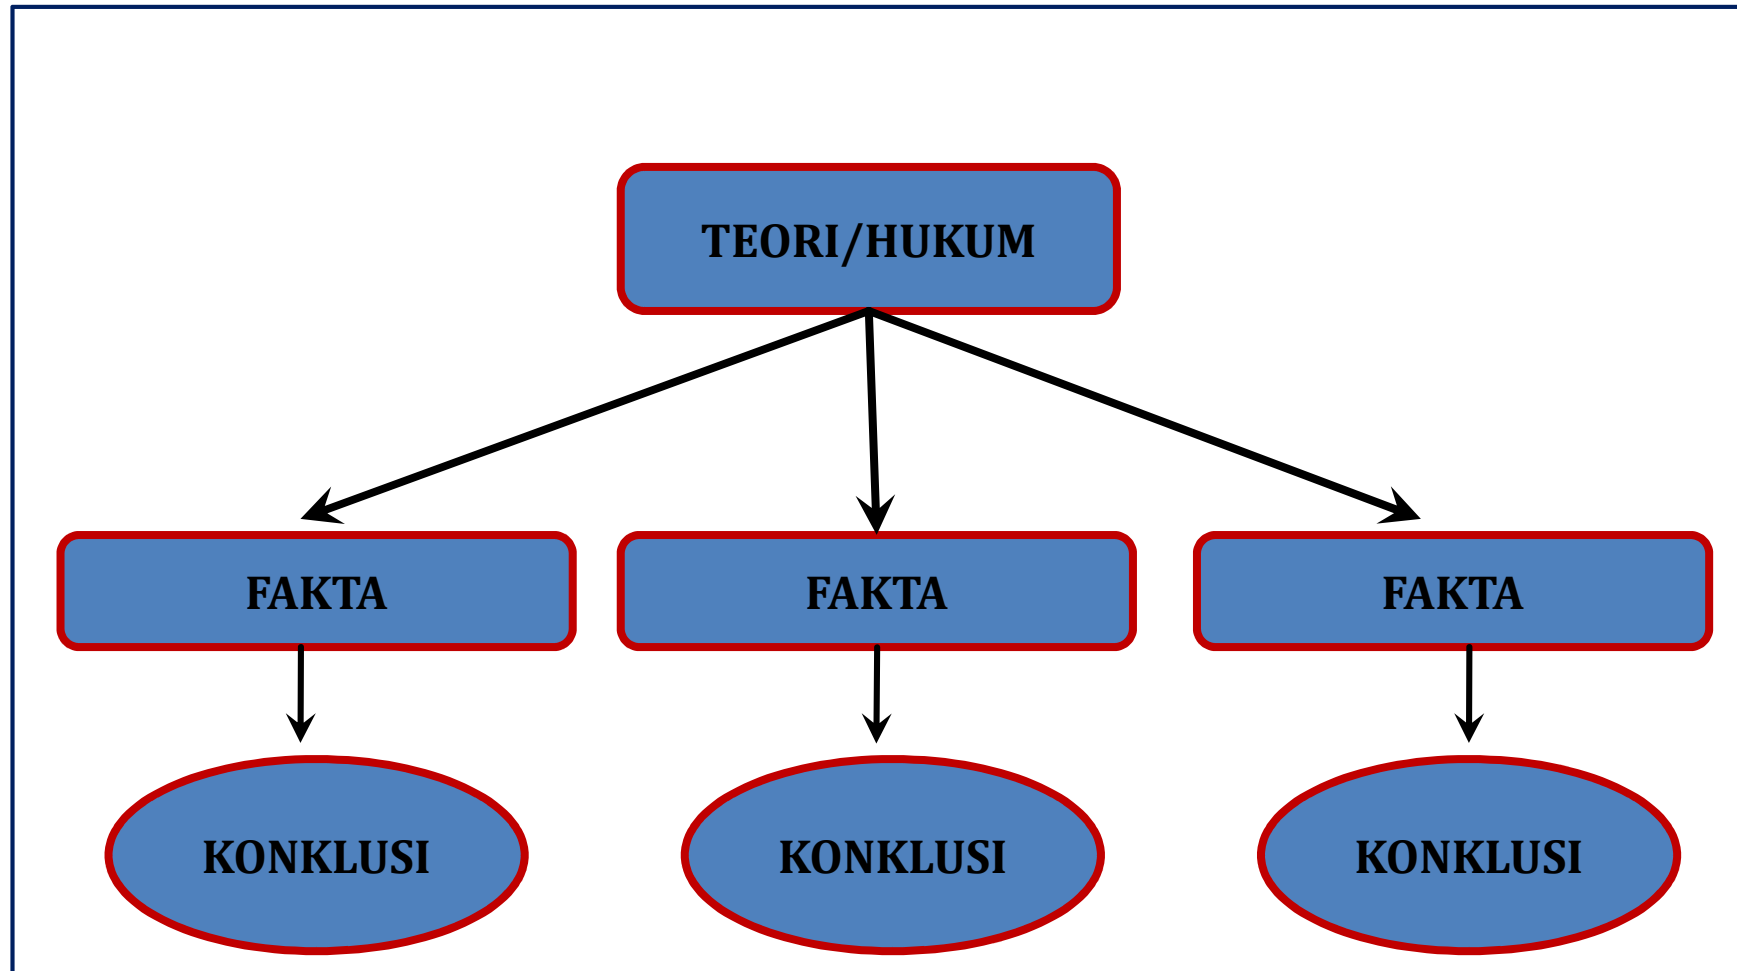 TEORI/HUKUM
FAKTA
FAKTA
FAKTA
KONKLUSI
KONKLUSI
KONKLUSI